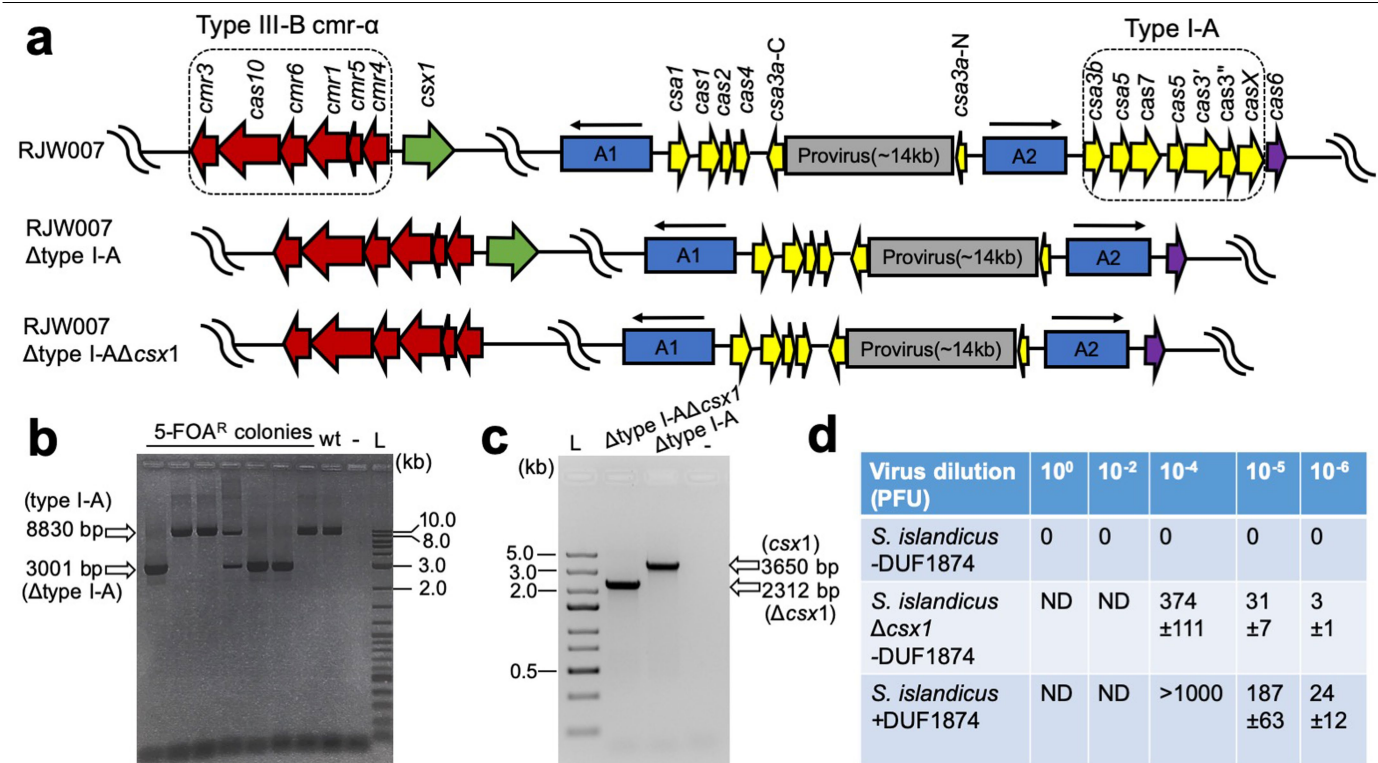 a
Type III-B cmr-α
Type I-A
cmr3
cas10
cmr6
cmr1
cmr5
cmr4
csx1
csa1
cas1
cas2
cas4
csa3a-C
csa3a-N
csa3b
csa5
cas7
cas5
cas3'
cas3"
casX
cas6
RJW007
A1
Provirus(~14kb)
A2
RJW007
Δtype I-A
A1
Provirus(~14kb)
A2
RJW007
Δtype I-AΔcsx1
A1
Provirus(~14kb)
A2
b
5-FOAᴿ colonies
wt
-
L
(kb)
(type I-A)
8830 bp
3001 bp
(Δtype I-A)
10.0
8.0
3.0
2.0
c
L
Δtype I-AΔcsx1
Δtype I-A
-
(kb)
5.0
3.0
2.0
0.5
(csx1)
3650 bp
2312 bp
(Δcsx1)
d
Virus dilution 10⁰ 10⁻² 10⁻⁴ 10⁻⁵ 10⁻⁶
(PFU)
S. islandicus 0 0 0 0 0
-DUF1874
S. islandicus ND ND 374 31 3
Δcsx1 ±111 ±7 ±1
-DUF1874
S. islandicus ND ND >1000 187 24
+DUF1874 ±63 ±12